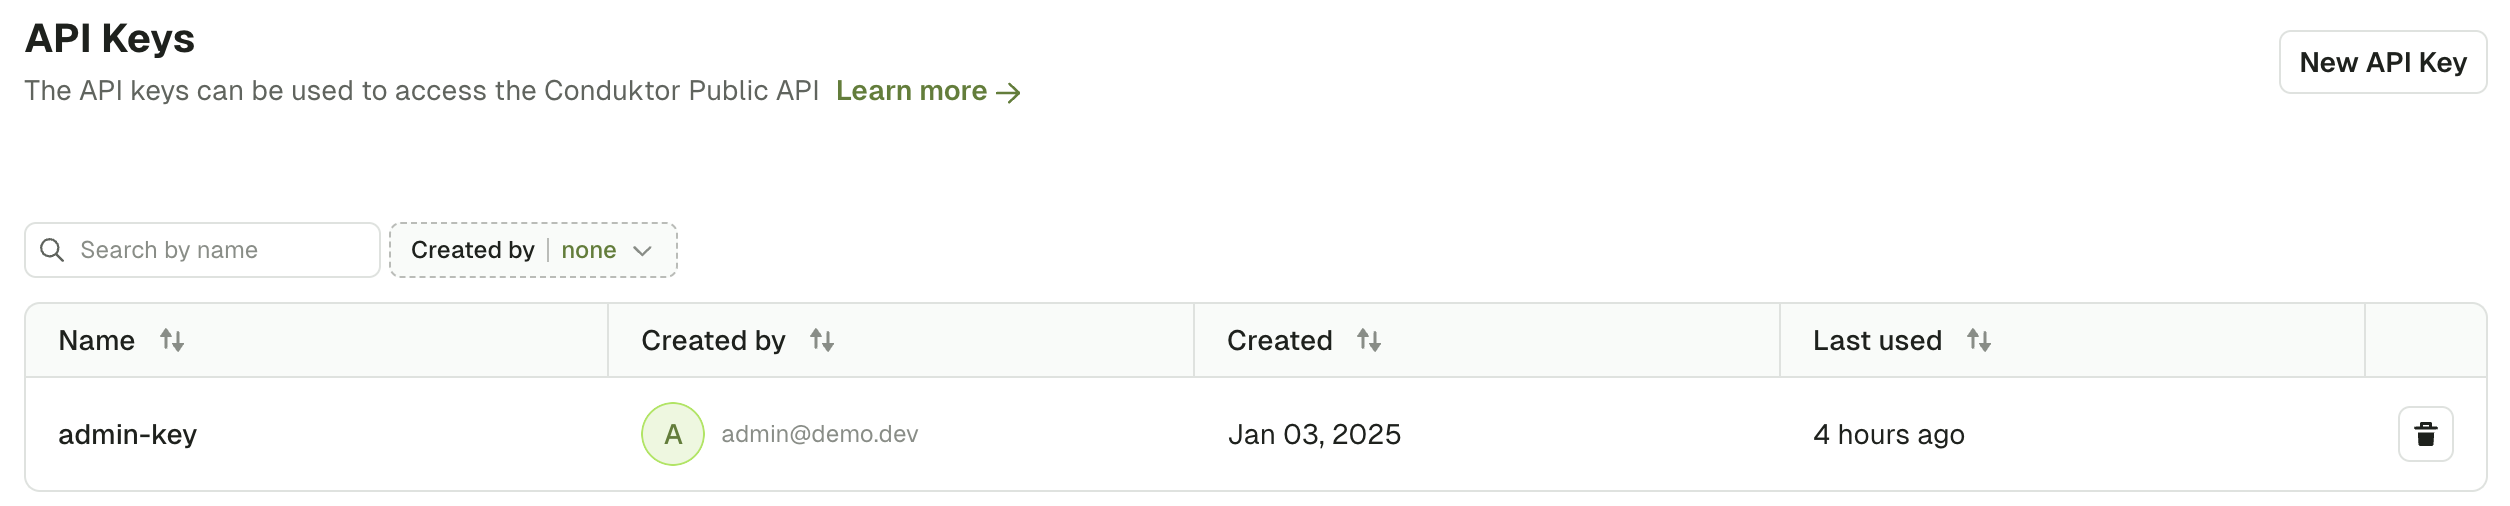 API Keys
New API Key
The API keys can be used to access the Conduktor Public API Learn more
Search by name
Created by none
Name Created by Created Last used
admin-key A admin@demo.dev Jan 03, 2025 4 hours ago